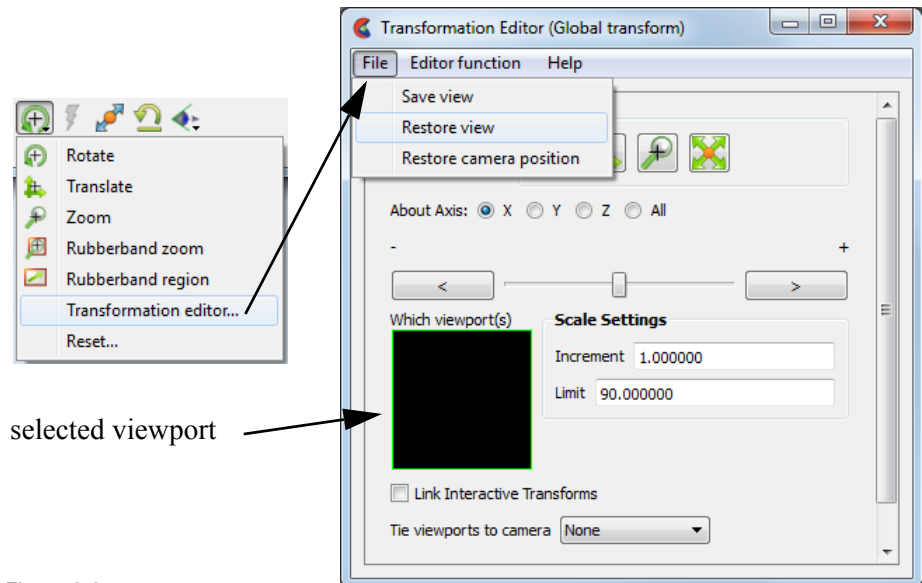 Transformation Editor (Global transform)
File Editor function Help
Save view
Restore view
Restore camera position
Rotate
Translate
Zoom
Rubberband zoom
Rubberband region
Transformation editor...
Reset...
About Axis: X Y Z All
- +
< >
Which viewport(s) Scale Settings
Increment 1.000000
Limit 90.000000
selected viewport
Link Interactive Transforms
Tie viewports to camera None